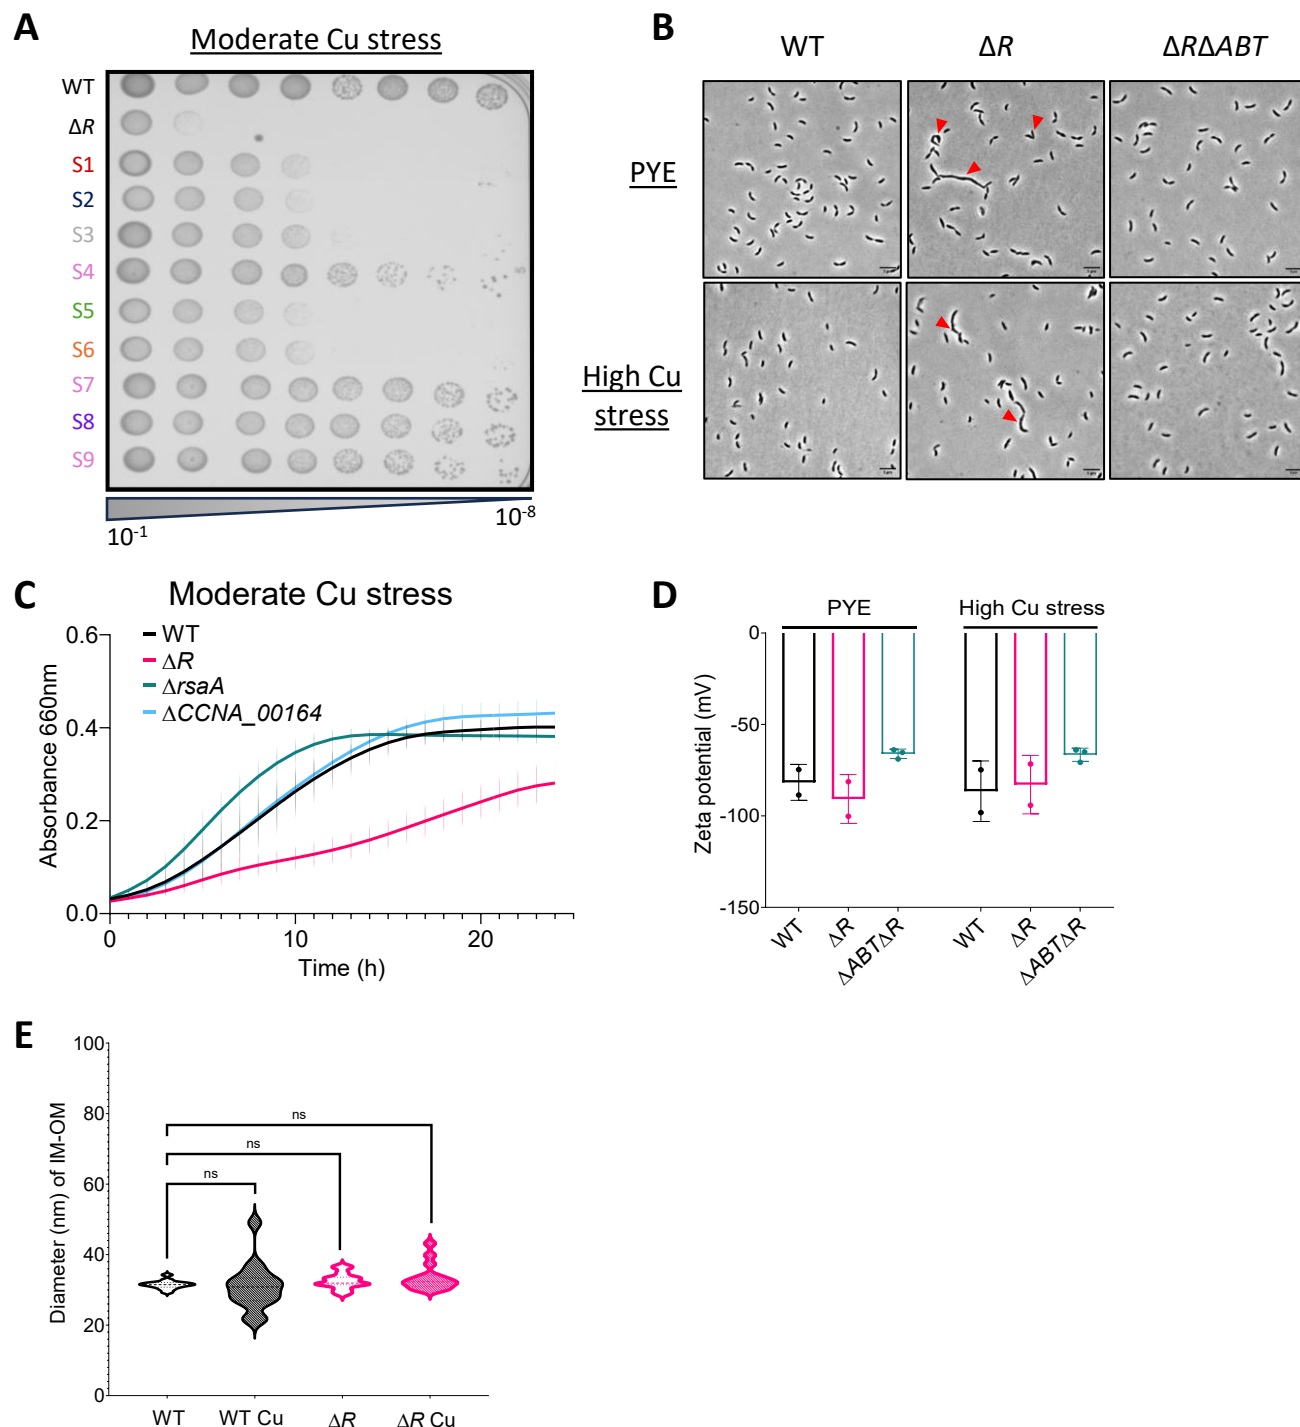 A
Moderate Cu stress
WT
ΔR
S1
S2
S3
S4
S5
S6
S7
S8
S9
10-1
10-8
B
WT
ΔR
ΔRΔABT
PYE
High Cu
stress
C
Moderate Cu stress
WT
ΔR
ΔrsaA
ΔCCNA_00164
Absorbance 660nm
0.6
0.4
0.2
0.0
0
10
20
Time (h)
D
PYE
High Cu stress
Zeta potential (mV)
0
-50
-100
-150
WT
ΔR
ΔABTΔR
WT
ΔR
ΔABTΔR
E
Diameter (nm) of IM-OM
100
80
60
40
20
0
ns
ns
ns
WT
WT Cu
ΔR
ΔR Cu